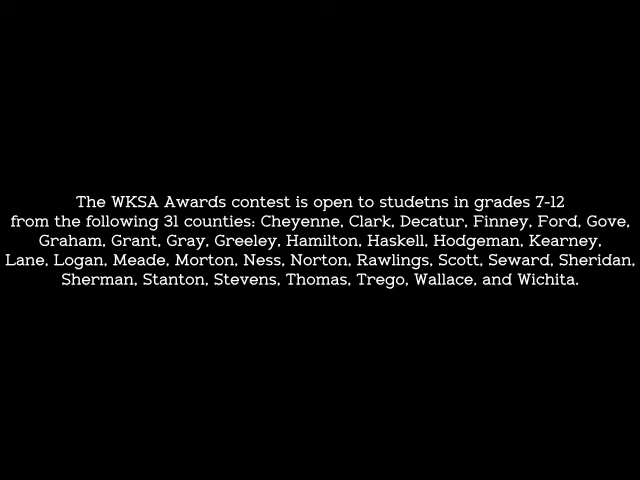 The WKSA Awards contest is open to studetns in grades 7-12
from the following 31 counties: Cheyenne, Clark, Decatur, Finney, Ford, Gove,
Graham, Grant, Gray, Greeley, Hamilton, Haskell, Hodgeman, Kearney,
Lane, Logan, Meade, Morton, Ness, Norton, Rawlings, Scott, Seward, Sheridan,
Sherman, Stanton, Stevens, Thomas, Trego, Wallace, and Wichita.